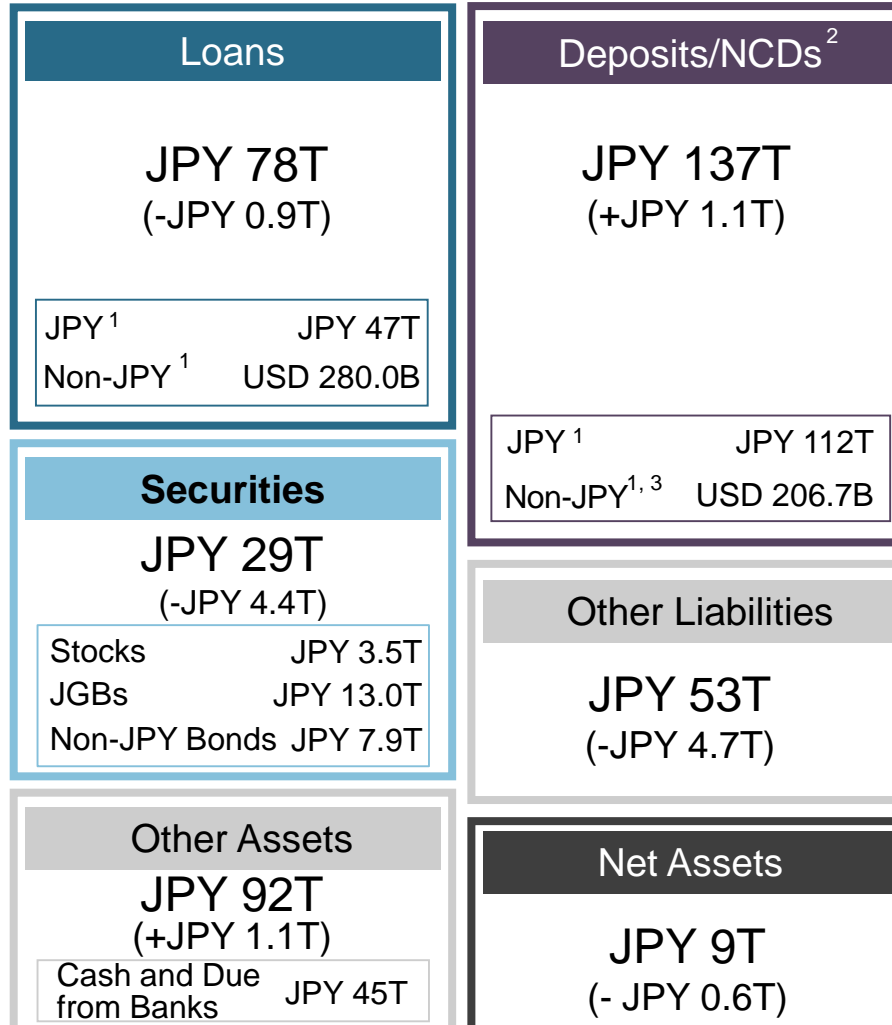 Loans
JPY 78T
(-JPY 0.9T)
JPY 1 JPY 47T
Non-JPY 1 USD 280.0B
Securities
JPY 29T
(-JPY 4.4T)
Stocks JPY 3.5T
JGBs JPY 13.0T
Non-JPY Bonds JPY 7.9T
Other Assets
JPY 92T
(+JPY 1.1T)
Cash and Due
from Banks JPY 45T
Deposits/NCDs 2
JPY 137T
(+JPY 1.1T)
JPY 1 JPY 112T
Non-JPY 1, 3 USD 206.7B
Other Liabilities
JPY 53T
(-JPY 4.7T)
Net Assets
JPY 9T
(- JPY 0.6T)